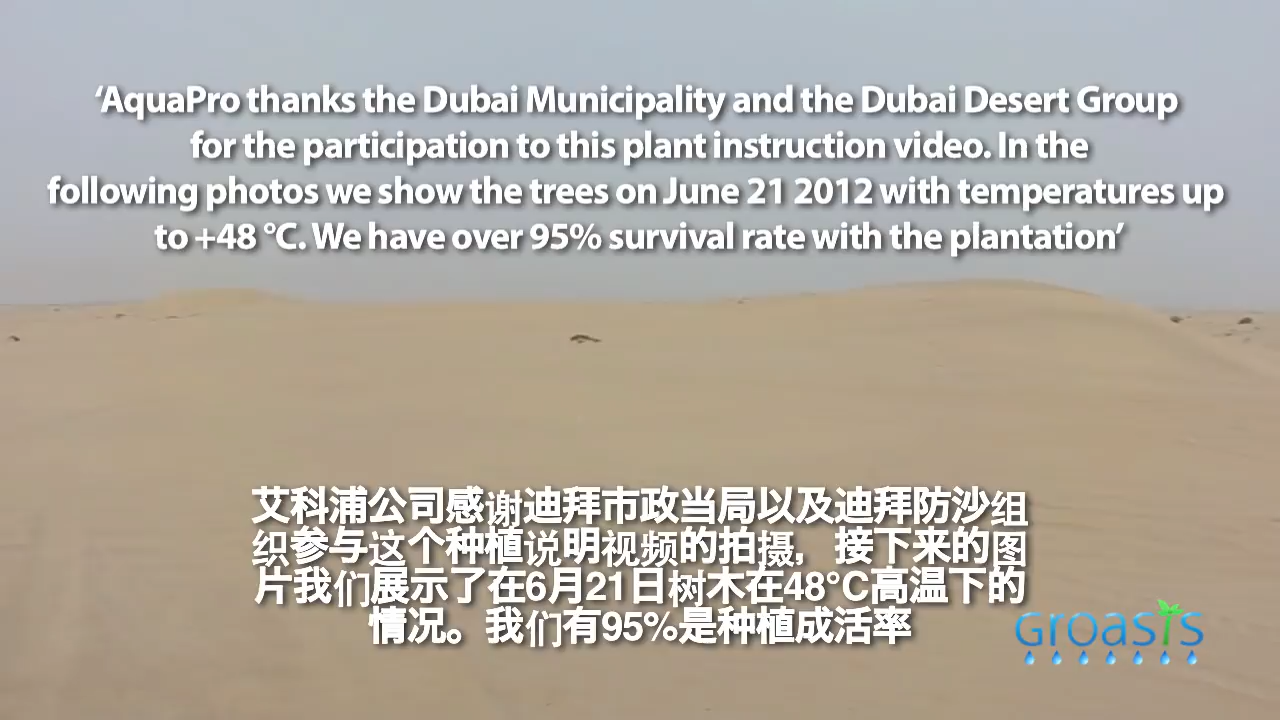 ‘AquaPro thanks the Dubai Municipality and the Dubai Desert Group
for the participation to this plant instruction video. In the
following photos we show the trees on June 21 2012 with temperatures up
to +48 °C. We have over 95% survival rate with the plantation’
艾科浦公司感谢迪拜市政当局以及迪拜防沙组
织参与这个种植说明视频的拍摄，接下来的图
片我们展示了在6月21日树木在48°C高温下的
情况。我们有95%是种植成活率
Groasis